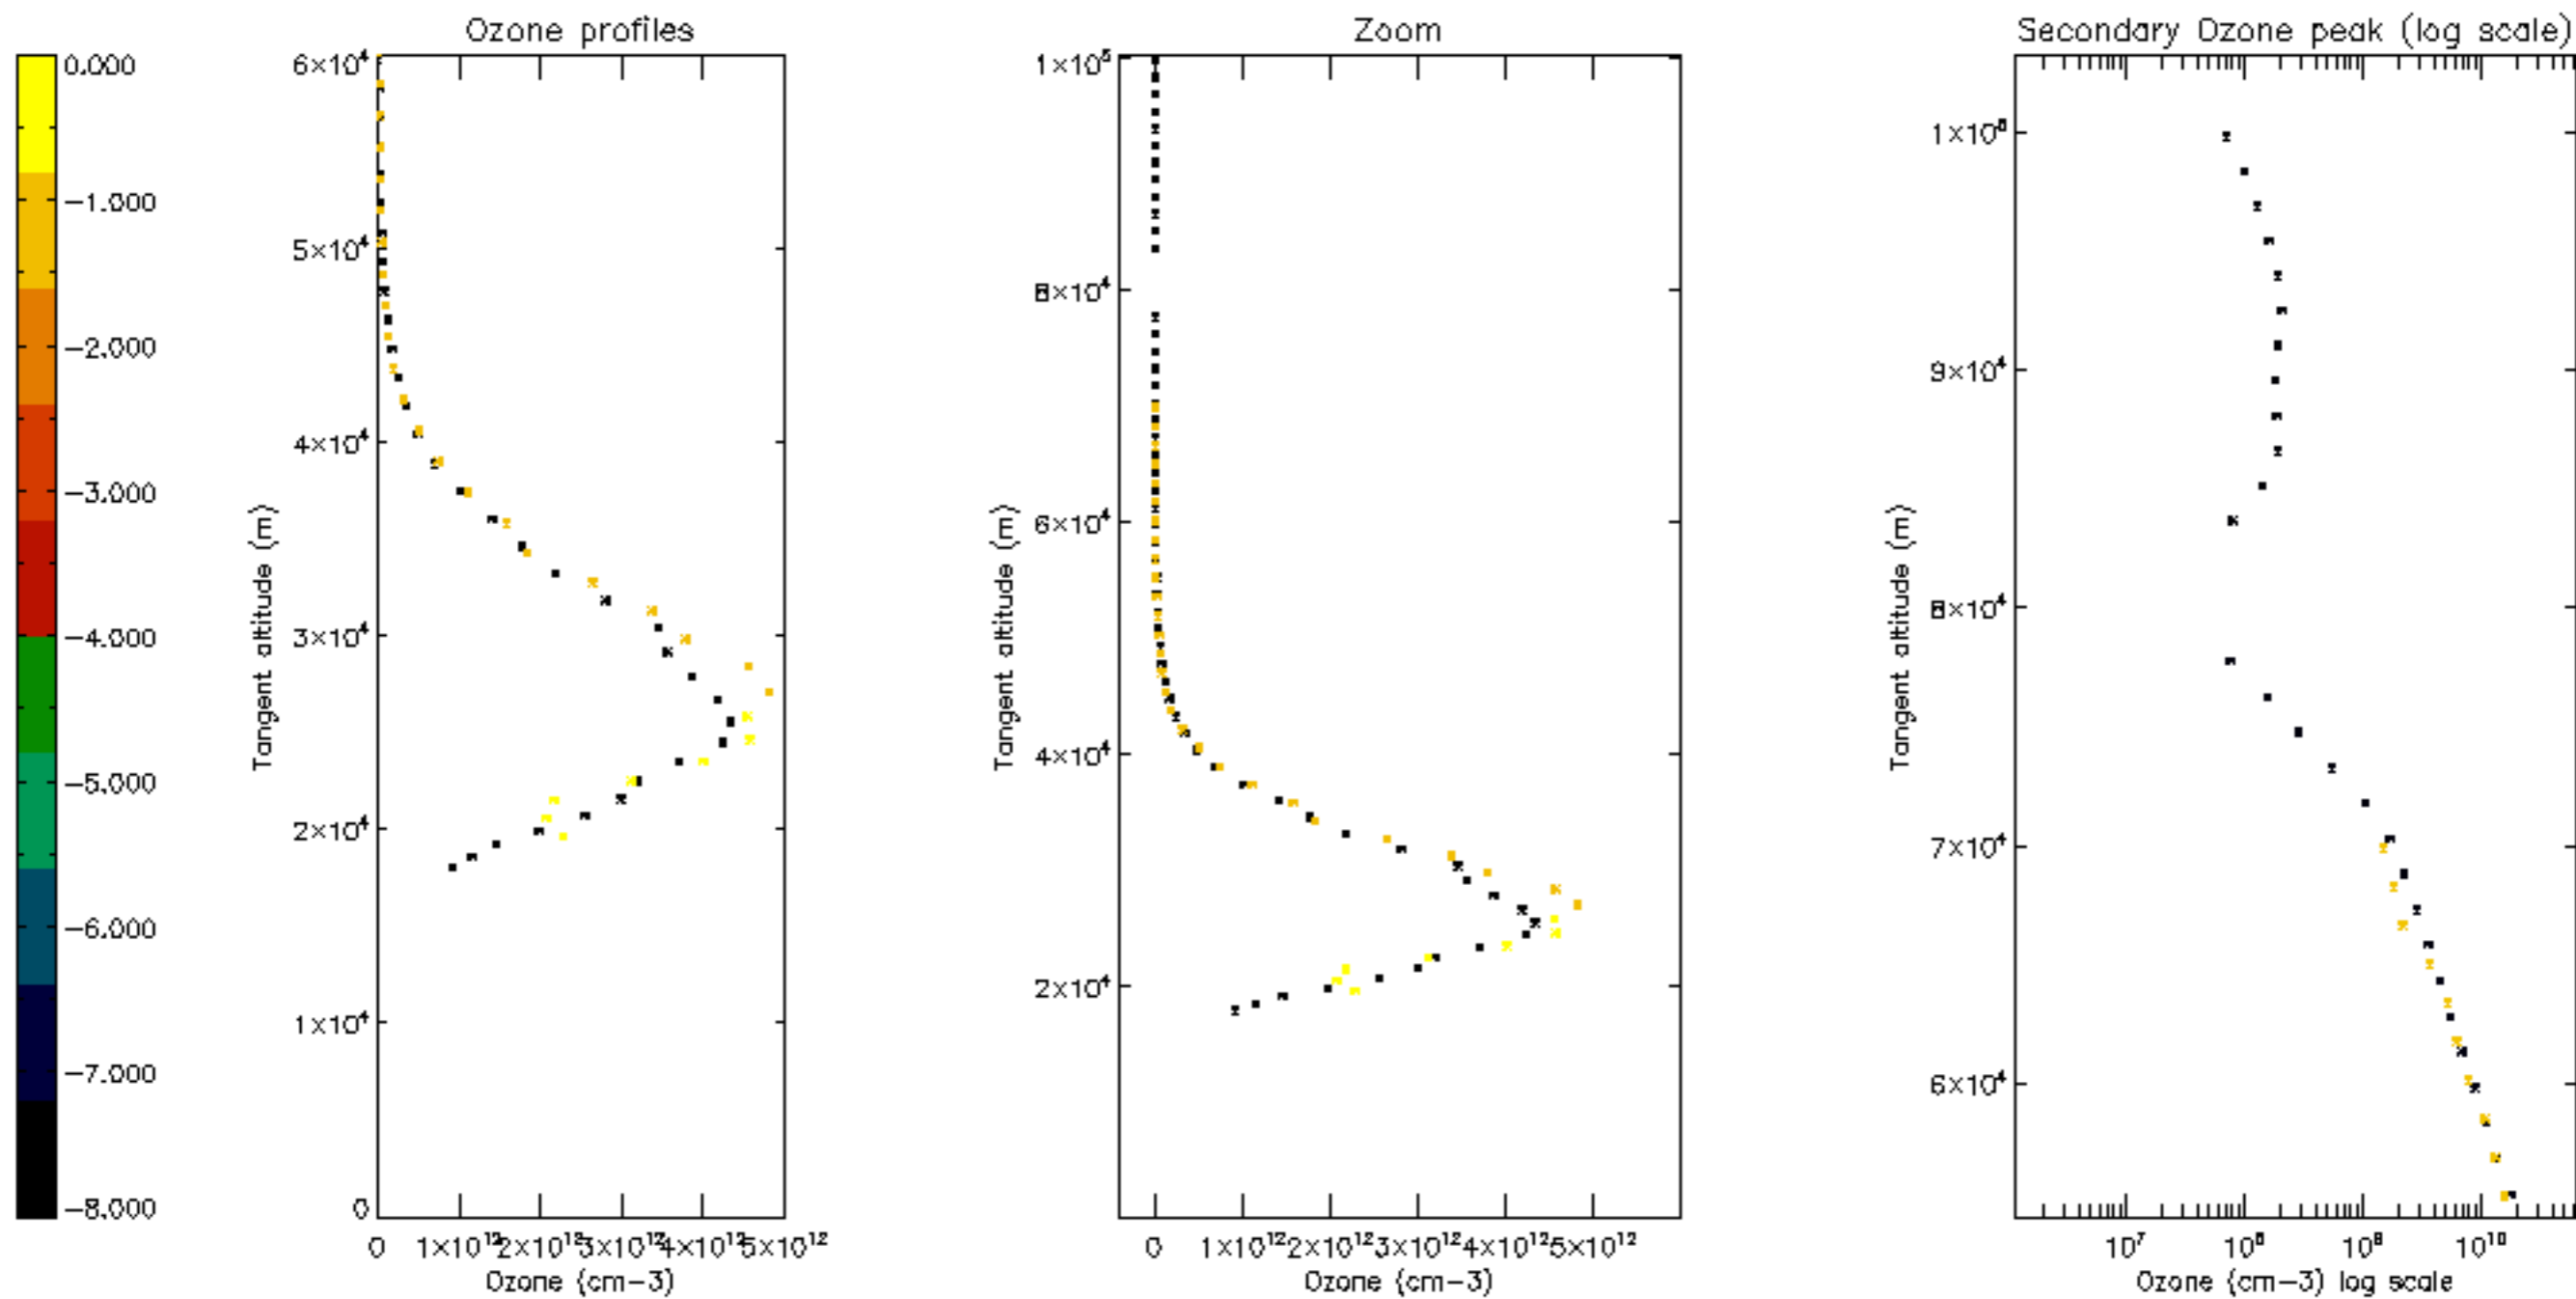 Ozone profiles
Zoom
Secondary Ozone peak (log scale)
0.000
-1.000
-2.000
-3.000
-4.000
-5.000
-6.000
-7.000
-8.000
6×10⁴
5×10⁴
4×10⁴
3×10⁴
2×10⁴
1×10⁴
0
Tangent altitude (m)
0 1×10¹² 2×10¹² 3×10¹² 4×10¹² 5×10¹²
Ozone (cm-3)
1×10⁵
8×10⁴
6×10⁴
4×10⁴
2×10⁴
Tangent altitude (m)
0 1×10¹² 2×10¹² 3×10¹² 4×10¹² 5×10¹²
Ozone (cm-3)
1×10⁵
9×10⁴
8×10⁴
7×10⁴
6×10⁴
Tangent altitude (m)
10⁷ 10⁸ 10⁹ 10¹⁰
Ozone (cm-3) log scale